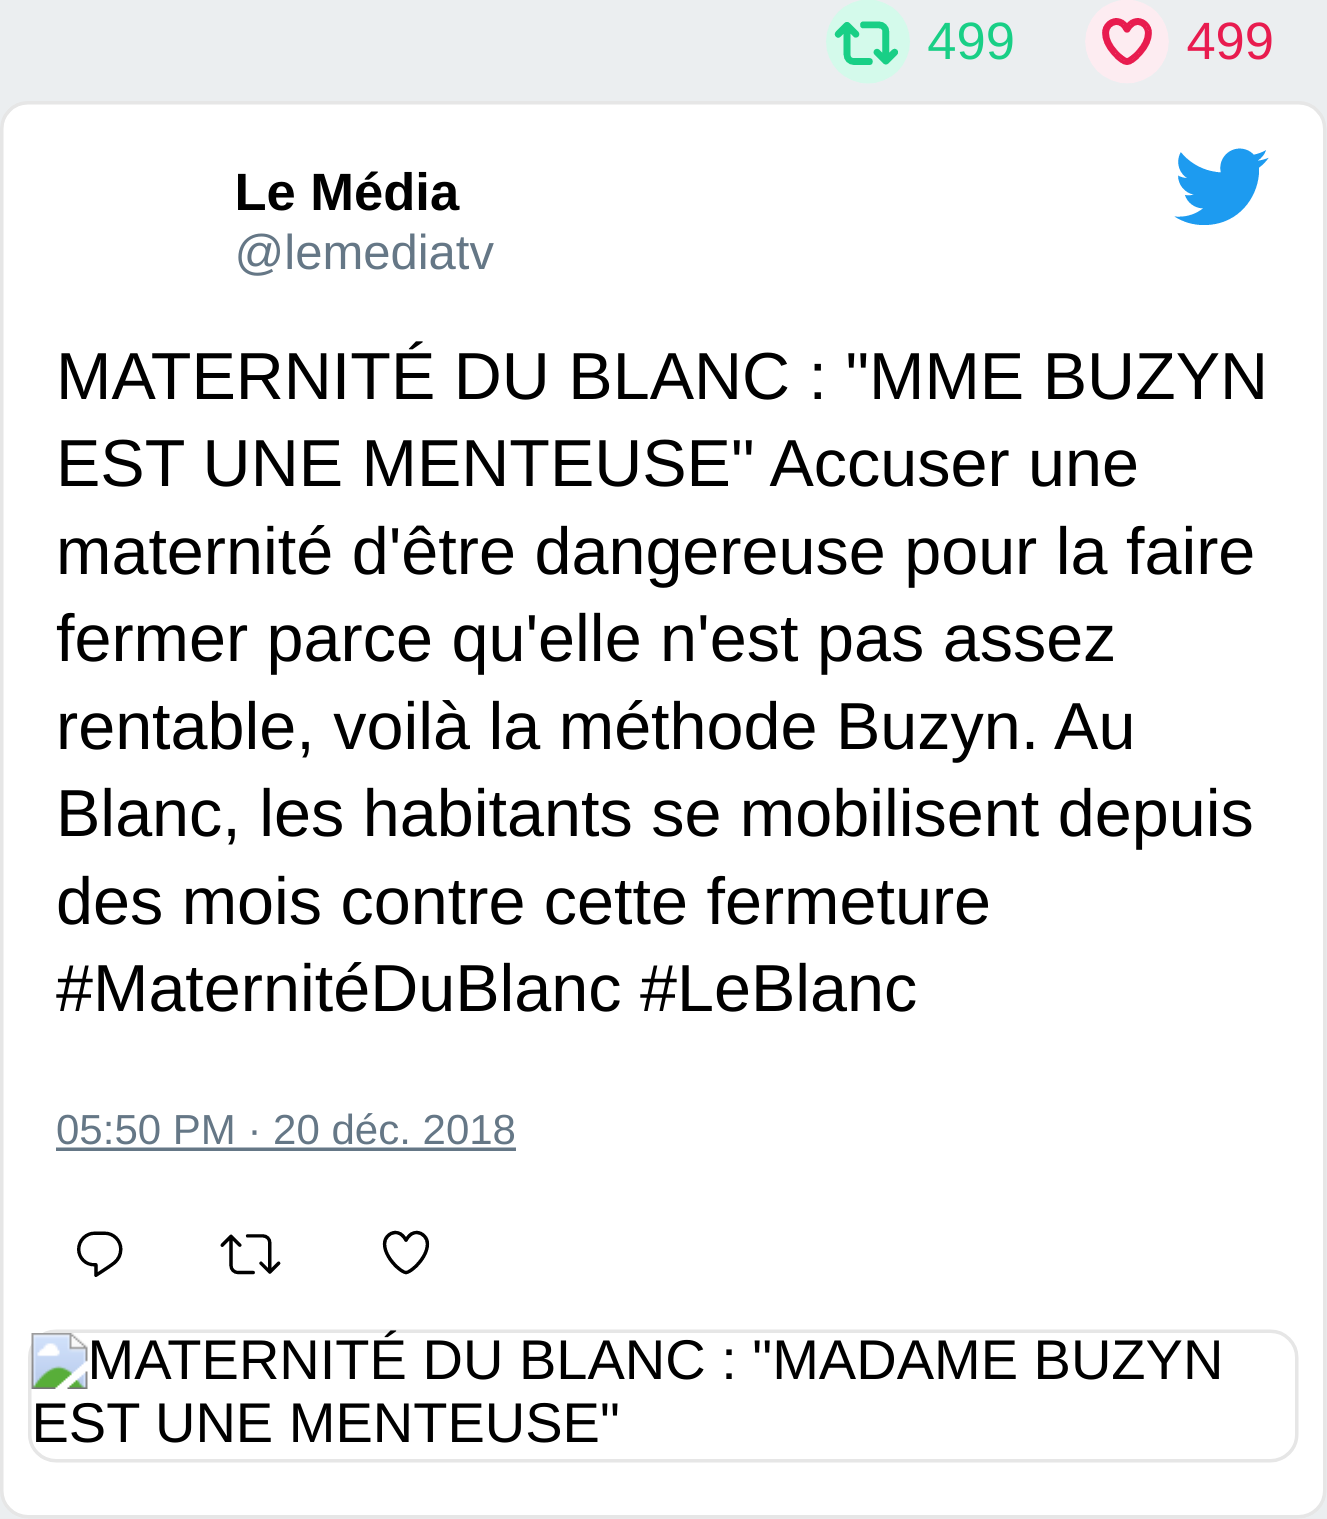 499 499
Le Média
@lemediatv
MATERNITÉ DU BLANC : "MME BUZYN
EST UNE MENTEUSE" Accuser une
maternité d'être dangereuse pour la faire
fermer parce qu'elle n'est pas assez
rentable, voilà la méthode Buzyn. Au
Blanc, les habitants se mobilisent depuis
des mois contre cette fermeture
#MaternitéDuBlanc #LeBlanc
05:50 PM · 20 déc. 2018
MATERNITÉ DU BLANC : "MADAME BUZYN
EST UNE MENTEUSE"